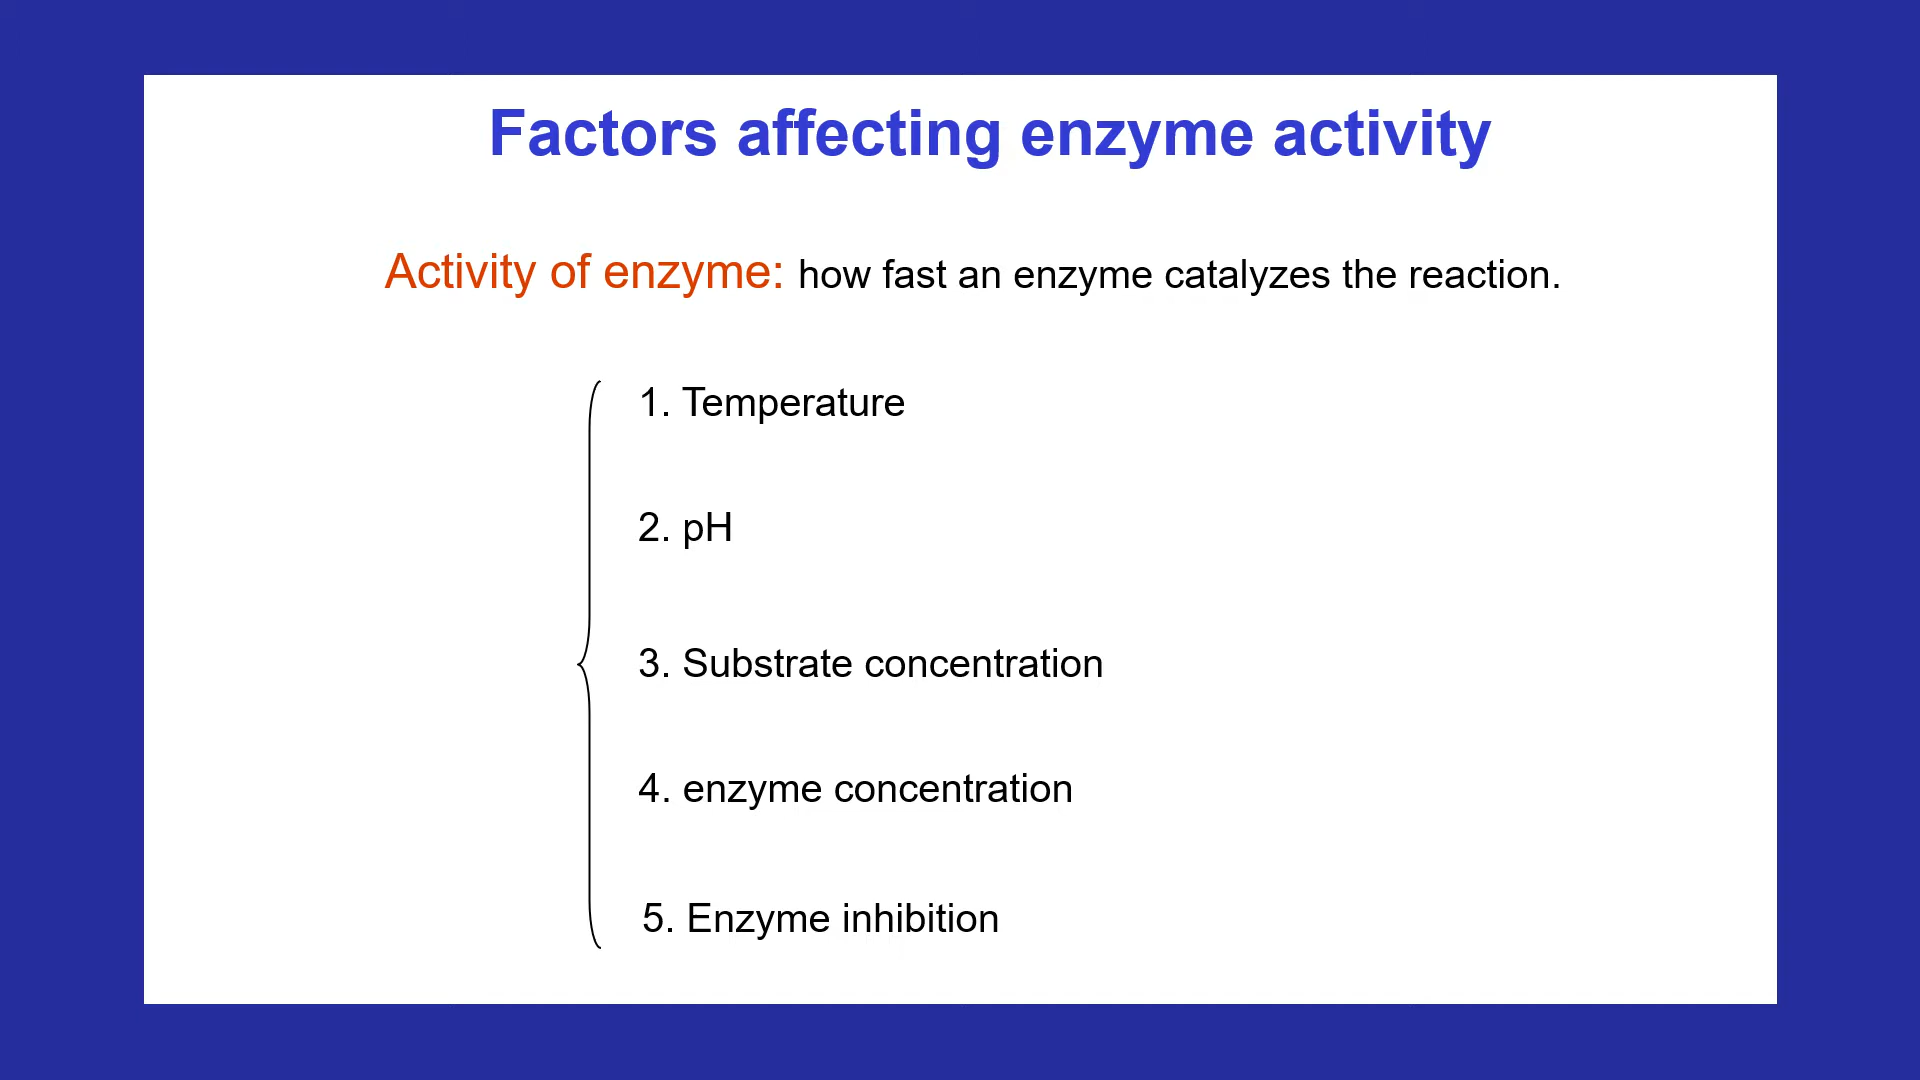 Factors affecting enzyme activity
Activity of enzyme: how fast an enzyme catalyzes the reaction.
1. Temperature
2. pH
3. Substrate concentration
4. enzyme concentration
5. Enzyme inhibition